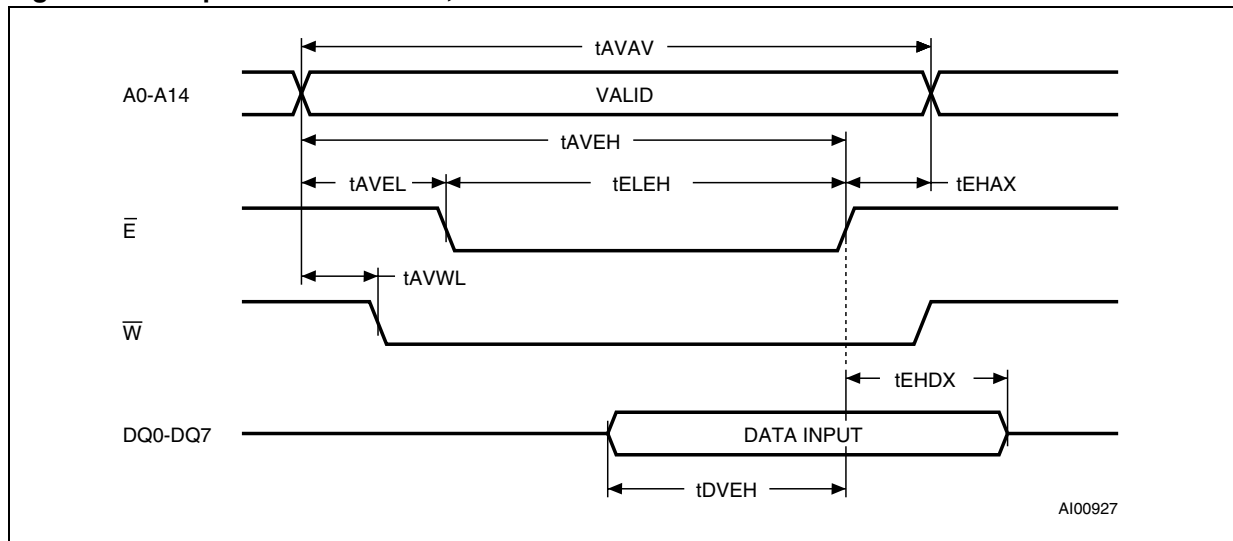 tAVAV
A0-A14
VALID
tAVEH
tAVEL
tELEH
tEHAX
E̅
tAVWL
W̅
tEHDX
DQ0-DQ7
DATA INPUT
tDVEH
AI00927